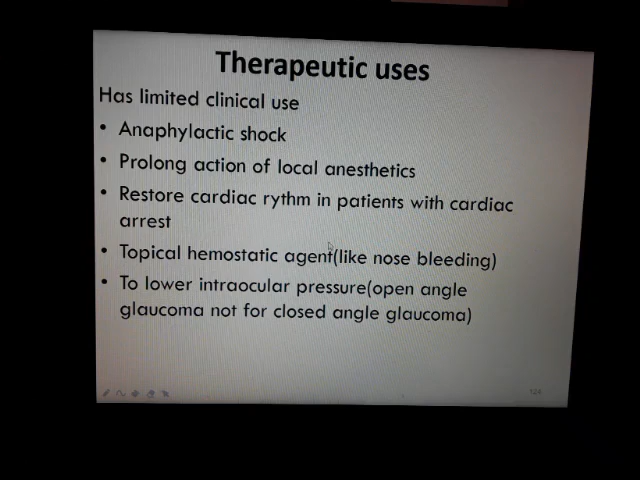 Therapeutic uses
Has limited clinical use
• Anaphylactic shock
• Prolong action of local anesthetics
• Restore cardiac rythm in patients with cardiac
arrest
• Topical hemostatic agent(like nose bleeding)
• To lower intraocular pressure(open angle
glaucoma not for closed angle glaucoma)